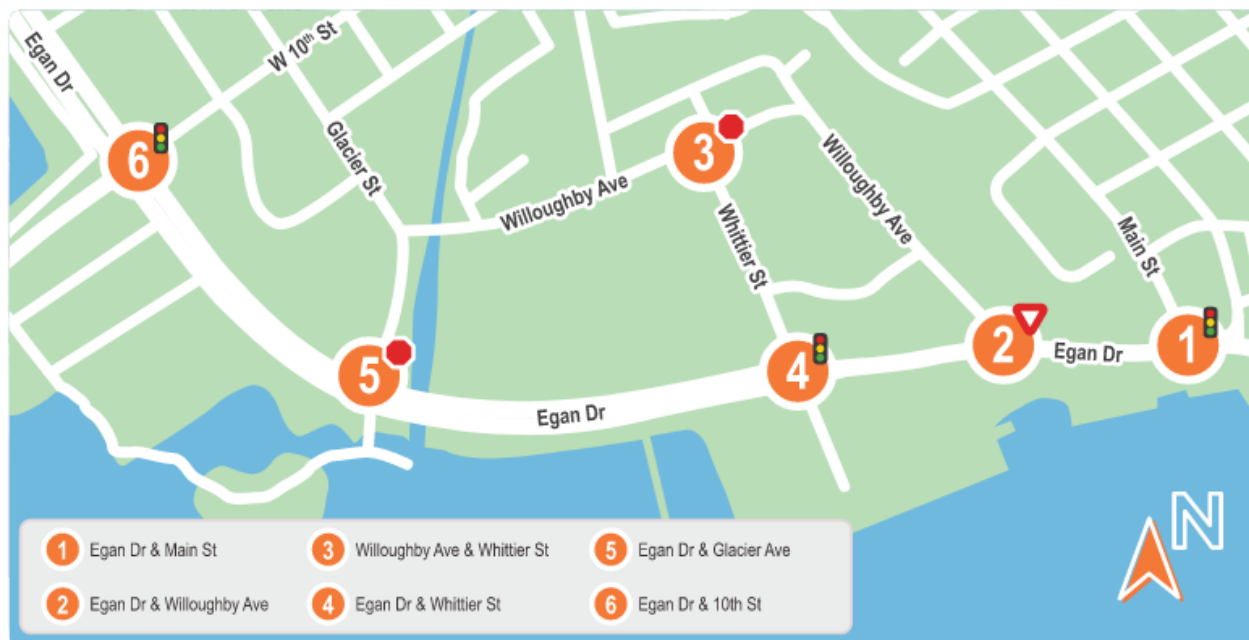 Egan Dr
W 10th St
6
Glacier St
Willoughby Ave
3
Willoughby Ave
Whittier St
Main St
5
4
2
1
Egan Dr
Egan Dr
N
1 Egan Dr & Main St
3 Willoughby Ave & Whittier St
5 Egan Dr & Glacier Ave
2 Egan Dr & Willoughby Ave
4 Egan Dr & Whittier St
6 Egan Dr & 10th St